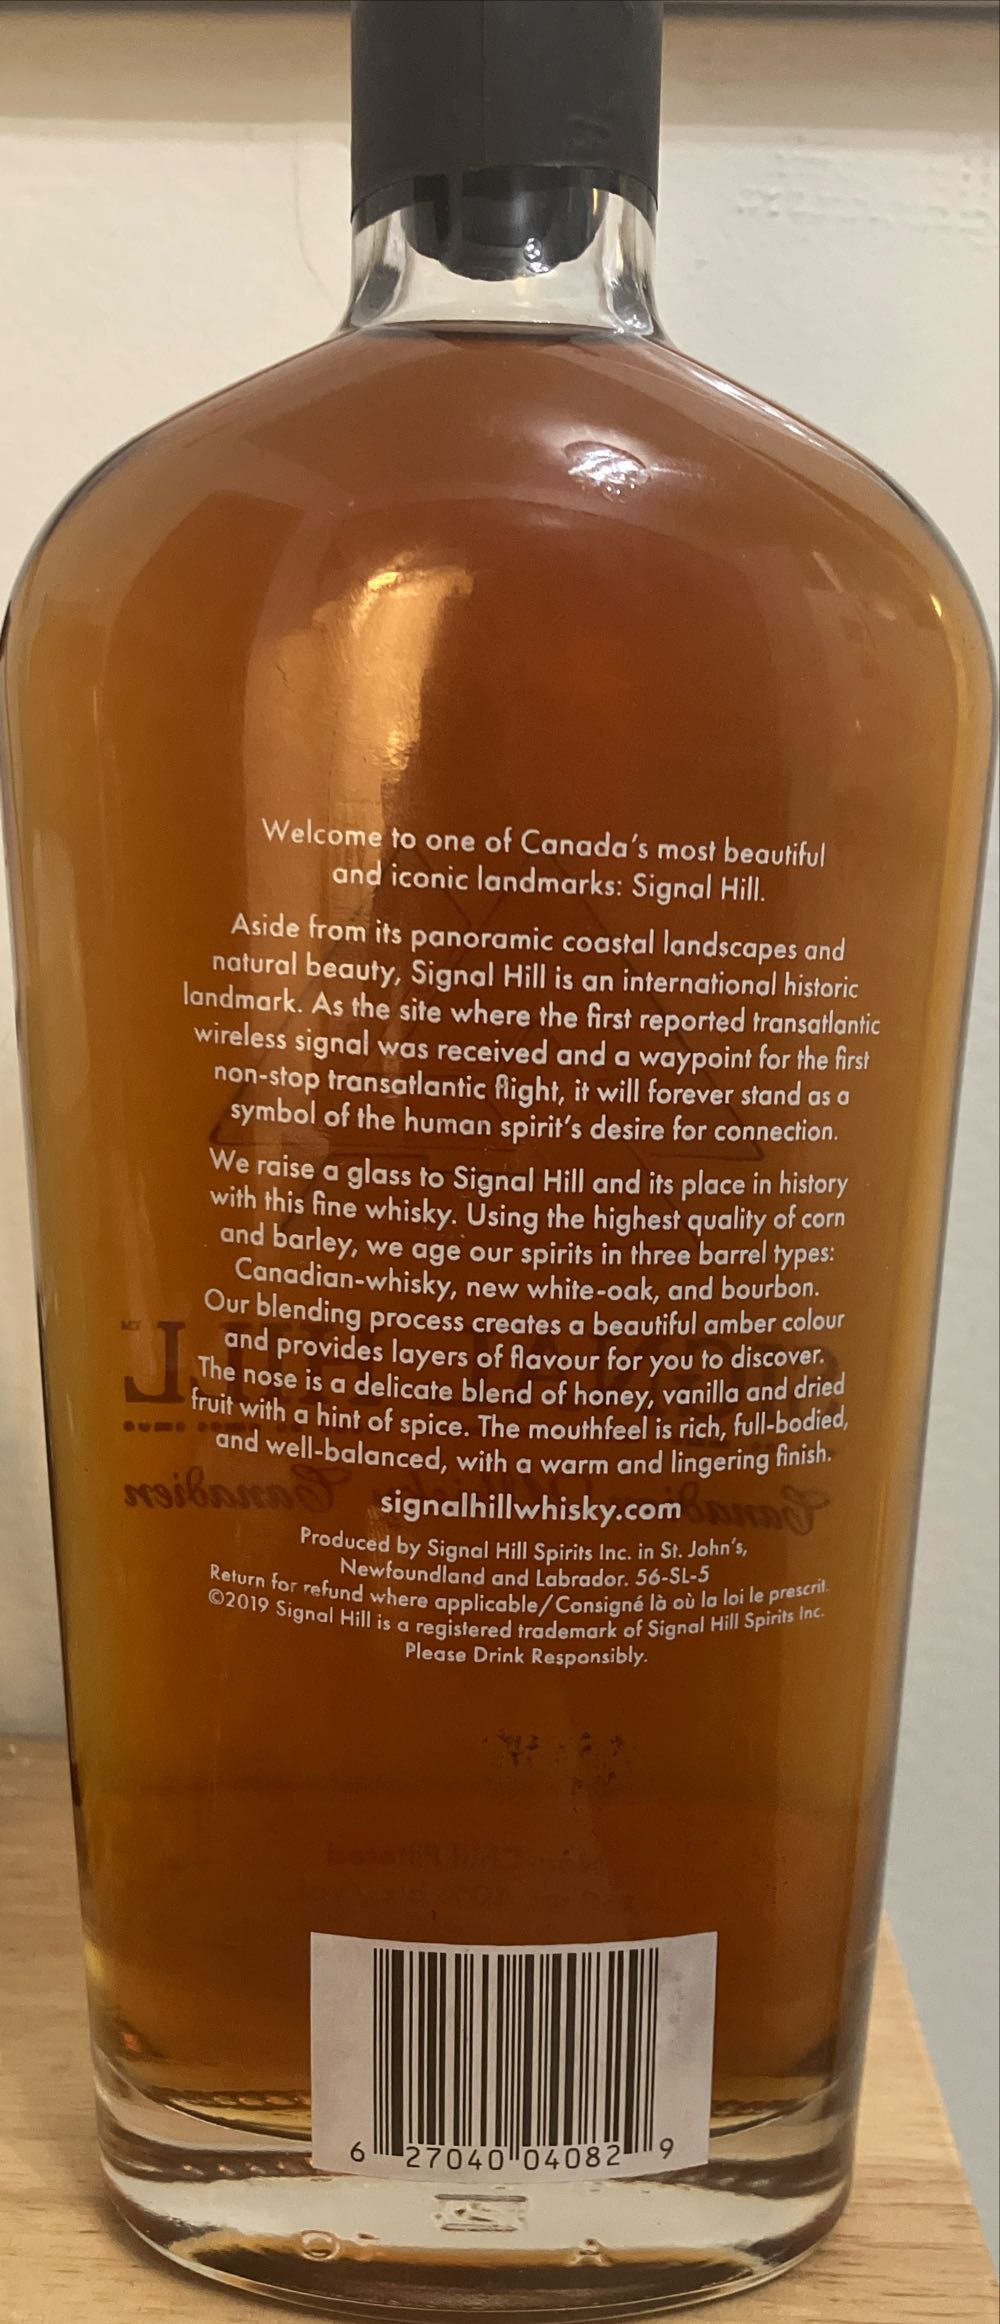 Welcome to one of Canada's most beautiful
and iconic landmarks: Signal Hill.
Aside from its panoramic coastal landscapes and
natural beauty, Signal Hill is an international historic
landmark. As the site where the first reported transatlantic
wireless signal was received and a waypoint for the first
non-stop transatlantic flight, it will forever stand as a
symbol of the human spirit's desire for connection.
We raise a glass to Signal Hill and its place in history
with this fine whisky. Using the highest quality of corn
and barley, we age our spirits in three barrel types:
Canadian-whisky, new white-oak, and bourbon.
Our blending process creates a beautiful amber colour
and provides layers of flavour for you to discover.
The nose is a delicate blend of honey, vanilla and dried
fruit with a hint of spice. The mouthfeel is rich, full-bodied,
and well-balanced, with a warm and lingering finish.
signalhillwhisky.com
Produced by Signal Hill Spirits Inc. in St. John's,
Newfoundland and Labrador. 56-SL-5
Return for refund where applicable/Consigné là où la loi le prescrit.
©2019 Signal Hill is a registered trademark of Signal Hill Spirits Inc.
Please Drink Responsibly.
6 27040 04082 9